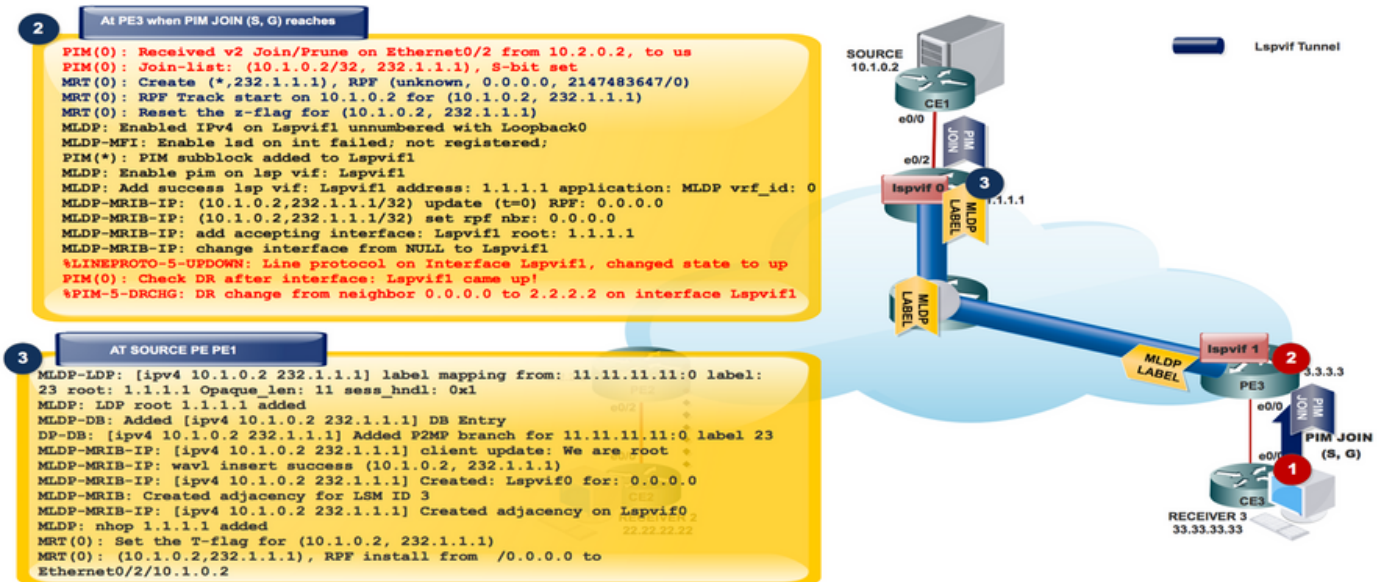 2
At PE3 when PIM JOIN (S, G) reaches
PIM(0): Received v2 Join/Prune on Ethernet0/2 from 10.2.0.2, to us
PIM(0): Join-list: (10.1.0.2/32, 232.1.1.1), S-bit set
MRT(0): Create (*,232.1.1.1), RPF (unknown, 0.0.0.0, 2147483647/0)
MRT(0): RPF Track start on 10.1.0.2 for (10.1.0.2, 232.1.1.1)
MRT(0): Reset the z-flag for (10.1.0.2, 232.1.1.1)
MLDP: Enabled IPv4 on Lspvif1 unnumbered with Loopback0
MLDP-MFI: Enable lsd on int failed; not registered;
PIM(*): PIM subblock added to Lspvif1
MLDP: Enable pim on lsp vif: Lspvif1
MLDP: Add success lsp vif: Lspvif1 address: 1.1.1.1 application: MLDP vrf_id: 0
MLDP-MRIB-IP: (10.1.0.2,232.1.1.1/32) update (t=0) RPF: 0.0.0.0
MLDP-MRIB-IP: (10.1.0.2,232.1.1.1/32) set rpf nbr: 0.0.0.0
MLDP-MRIB-IP: add accepting interface: Lspvif1 root: 1.1.1.1
MLDP-MRIB-IP: change interface from NULL to Lspvif1
%LINEPROTO-5-UPDOWN: Line protocol on Interface Lspvif1, changed state to up
PIM(0): Check DR after interface: Lspvif1 came up!
%PIM-5-DRCHG: DR change from neighbor 0.0.0.0 to 2.2.2.2 on interface Lspvif1
3
AT SOURCE PE PE1
MLDP-LDP: [ipv4 10.1.0.2 232.1.1.1] label mapping from: 11.11.11.11:0 label:
23 root: 1.1.1.1 Opaque_len: 11 sess_hndl: 0x1
MLDP: LDP root 1.1.1.1 added
MLDP-DB: Added [ipv4 10.1.0.2 232.1.1.1] DB Entry
DP-DB: [ipv4 10.1.0.2 232.1.1.1] Added P2MP branch for 11.11.11.11:0 label 23
MLDP-MRIB-IP: [ipv4 10.1.0.2 232.1.1.1] client update: We are root
MLDP-MRIB-IP: wavl insert success (10.1.0.2, 232.1.1.1)
MLDP-MRIB-IP: [ipv4 10.1.0.2 232.1.1.1] Created: Lspvif0 for: 0.0.0.0
MLDP-MRIB: Created adjacency for LSM ID 3
MLDP-MRIB-IP: [ipv4 10.1.0.2 232.1.1.1] Created adjacency on Lspvif0
MLDP: nhop 1.1.1.1 added
MRT(0): Set the T-flag for (10.1.0.2, 232.1.1.1)
MRT(0): (10.1.0.2,232.1.1.1), RPF install from /0.0.0.0 to
Ethernet0/2/10.1.0.2
PE2
e0/2
CE2
RECEIVER 2
22.22.22.22
Lspvif Tunnel
SOURCE
10.1.0.2
CE1
e0/0
PIM JOIN
e0/2
lspvif 0
3
1.1.1.1
MLDP LABEL
MLDP LABEL
MLDP LABEL
lspvif 1
2
3.3.3.3
PE3
e0/0
PIM JOIN
PIM JOIN
(S, G)
e0/0
1
CE3
RECEIVER 3
33.33.33.33